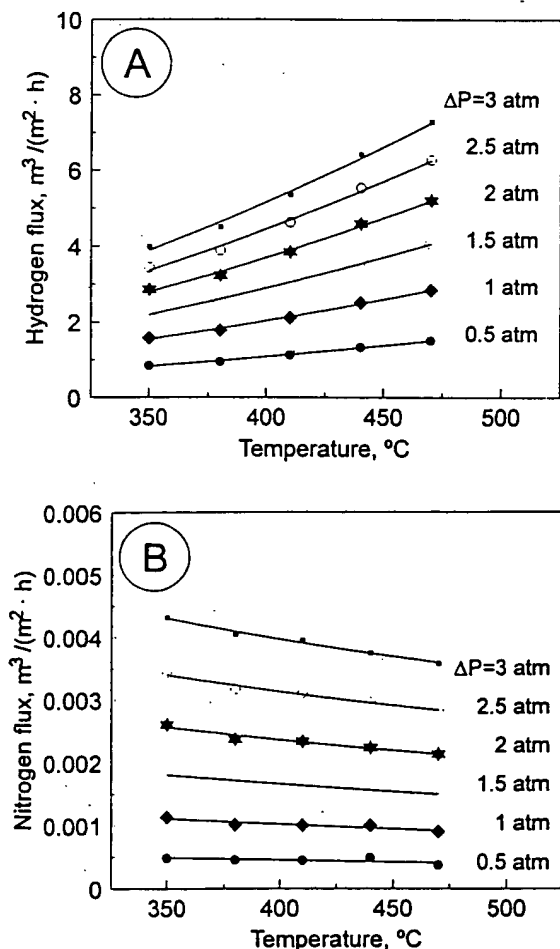 A
Hydrogen flux, m³/(m² · h)
10
8
6
4
2
0
ΔP=3 atm
2.5 atm
2 atm
1.5 atm
1 atm
0.5 atm
350 400 450 500
Temperature, ºC
B
Nitrogen flux, m³/(m² · h)
0.006
0.005
0.004
0.003
0.002
0.001
0
ΔP=3 atm
2.5 atm
2 atm
1.5 atm
1 atm
0.5 atm
350 400 450 500
Temperature, ºC